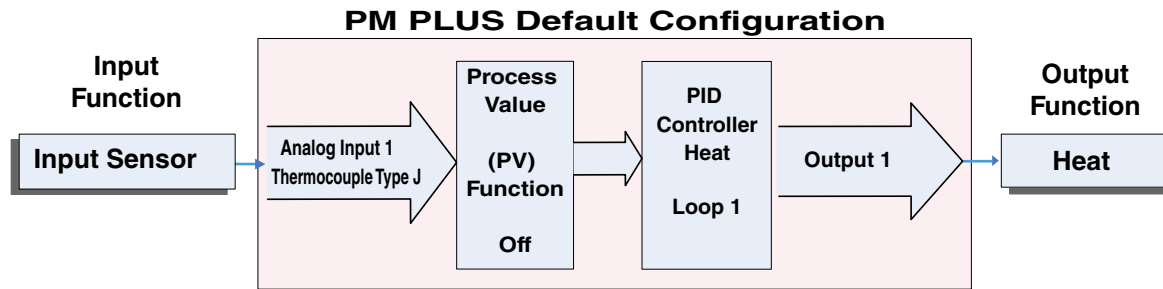 PM PLUS Default Configuration
Input
Function
Input Sensor
Analog Input 1
Thermocouple Type J
Process
Value
(PV)
Function
Off
PID
Controller
Heat
Loop 1
Output 1
Output
Function
Heat